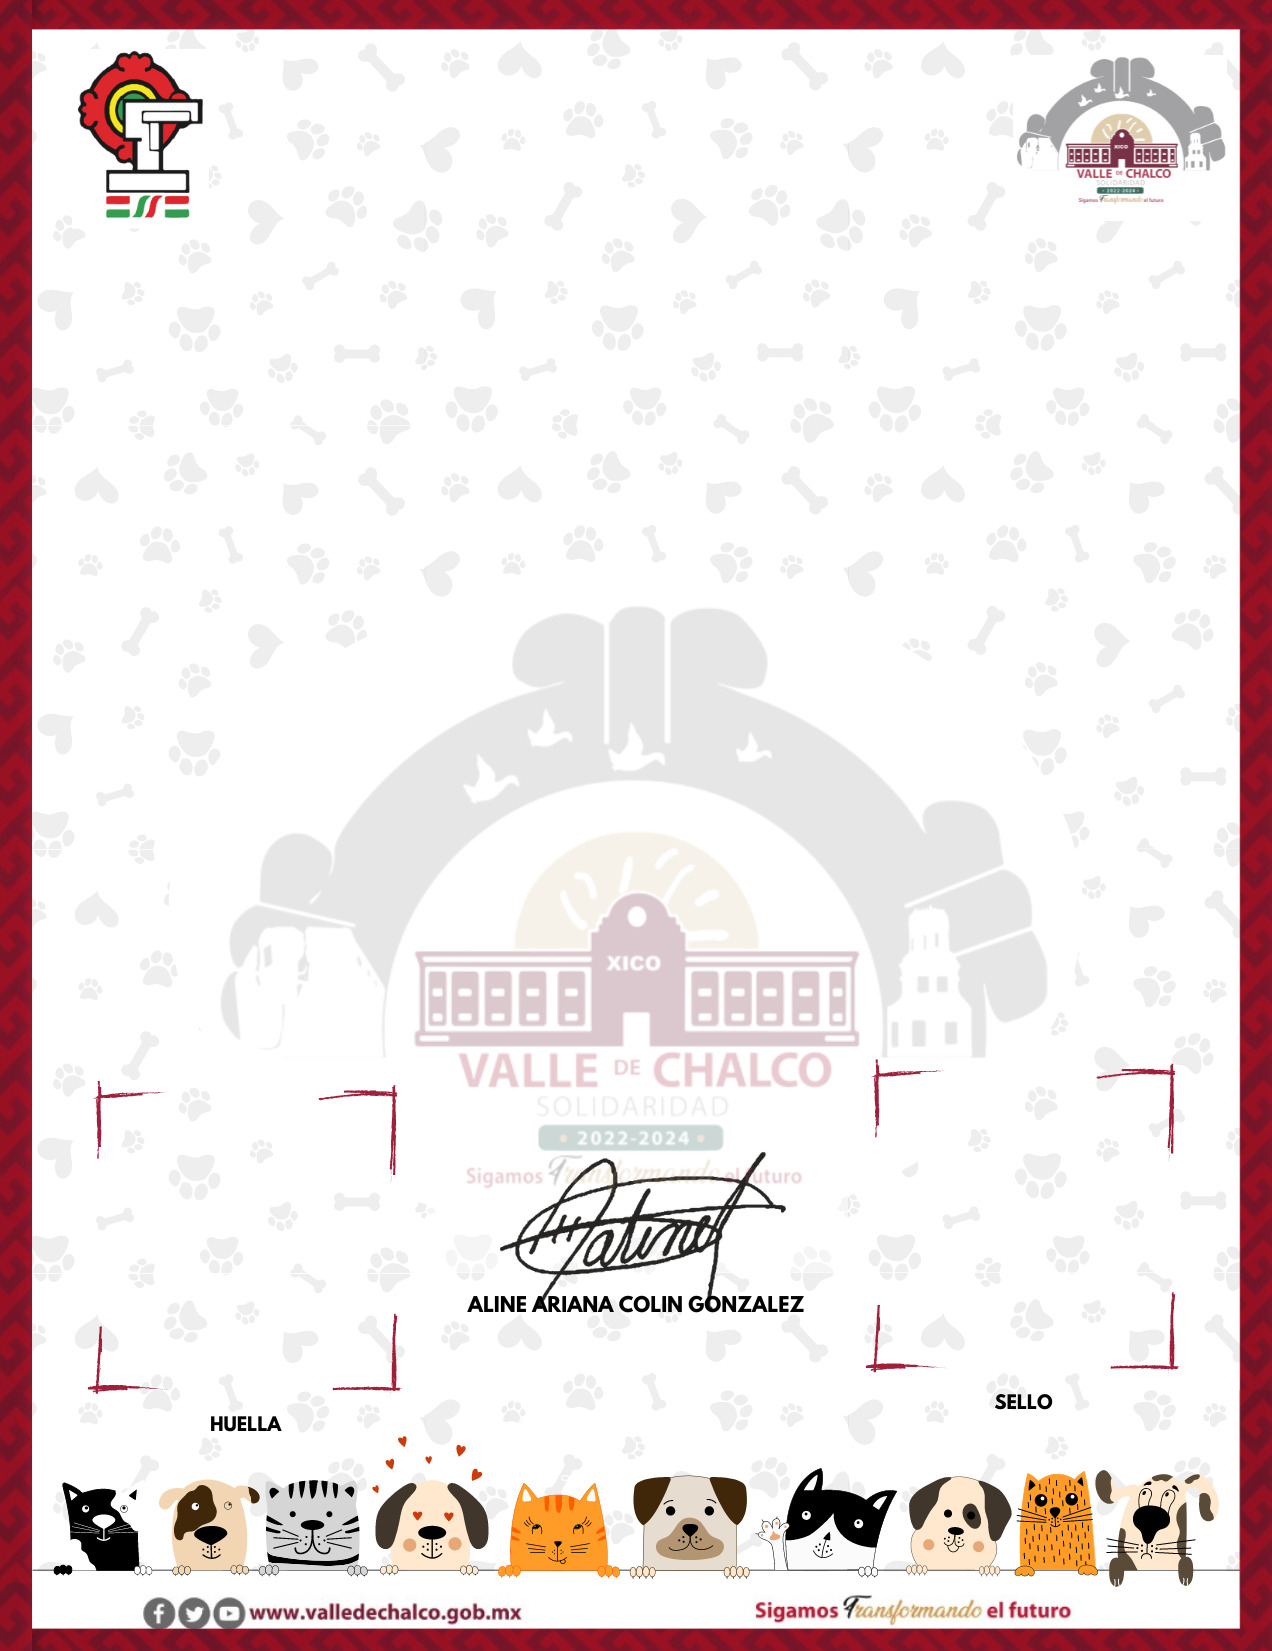 XICO
VALLE DE CHALCO
SOLIDARIDAD
• 2022-2024 •
Sigamos Transformando el futuro
XICO
VALLE DE CHALCO
SOLIDARIDAD
• 2022-2024 •
Sigamos Transformando el futuro
ALINE ARIANA COLIN GONZALEZ
SELLO
HUELLA
www.valledechalco.gob.mx
Sigamos Transformando el futuro